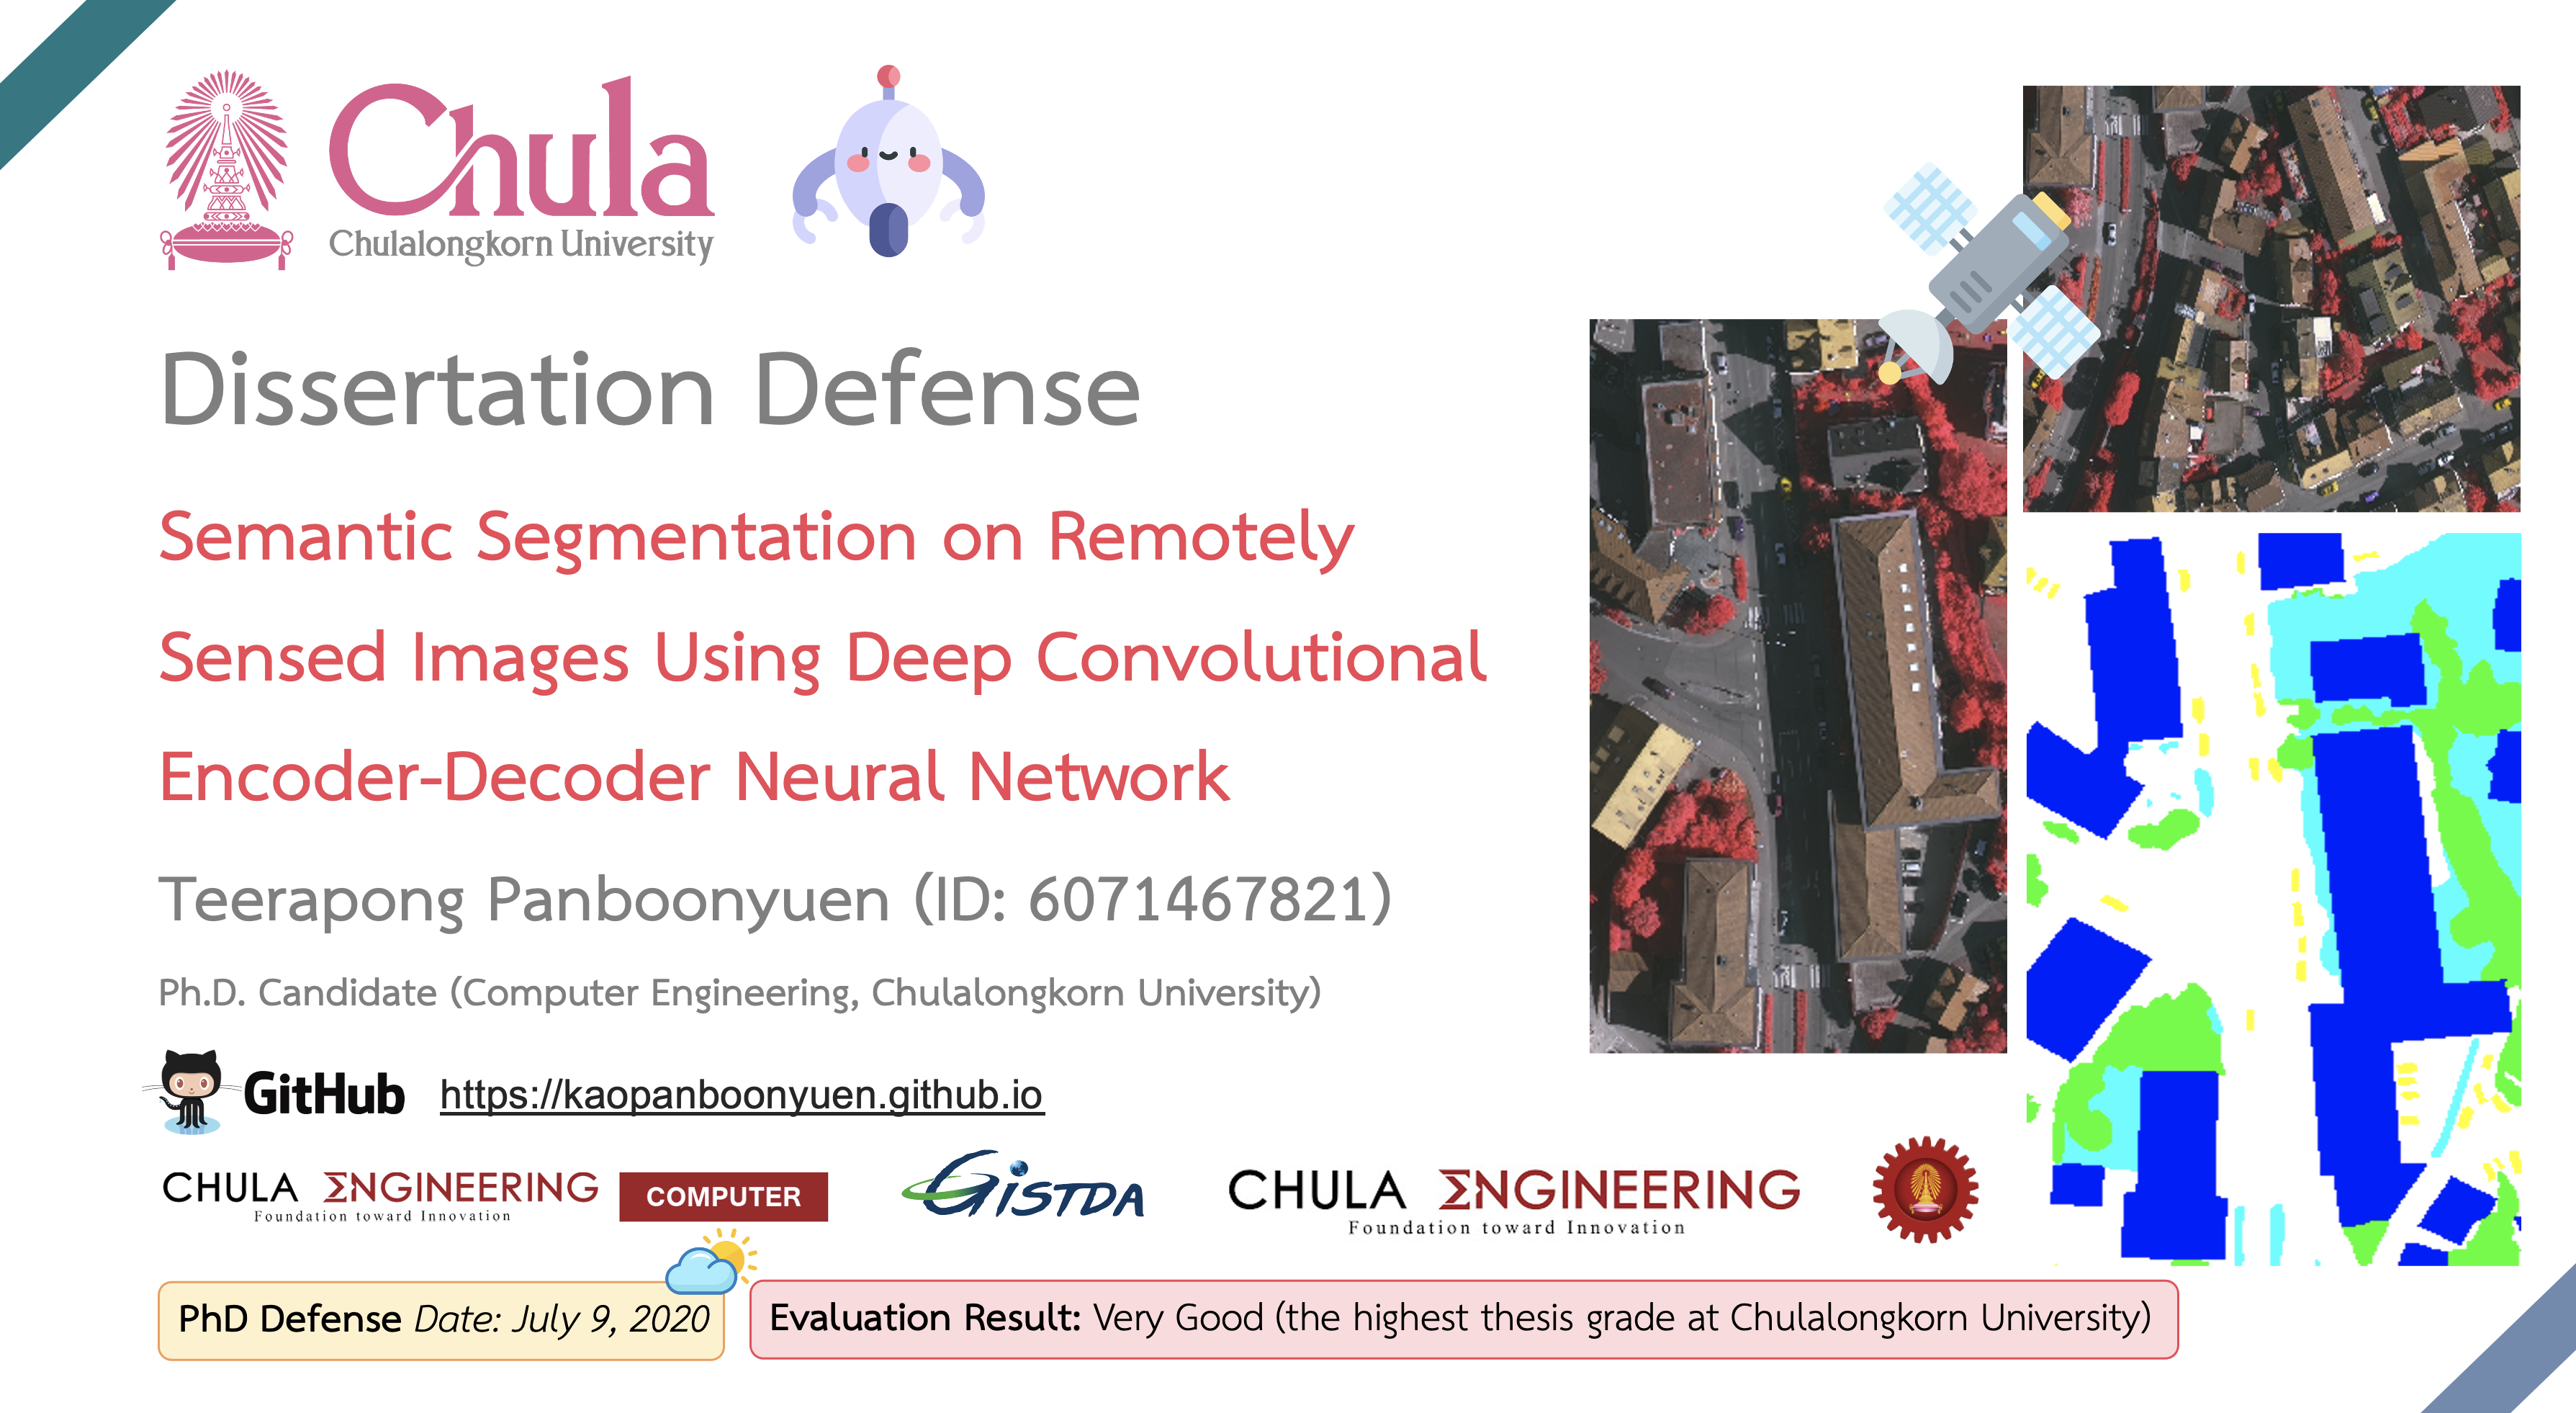 Chula
Chulalongkorn University
Dissertation Defense
Semantic Segmentation on Remotely
Sensed Images Using Deep Convolutional
Encoder-Decoder Neural Network
Teerapong Panboonyuen (ID: 6071467821)
Ph.D. Candidate (Computer Engineering, Chulalongkorn University)
GitHub https://kaopanboonyuen.github.io
CHULA ΣNGINEERING COMPUTER
Foundation toward Innovation
GISTDA
CHULA ΣNGINEERING
Foundation toward Innovation
PhD Defense Date: July 9, 2020
Evaluation Result: Very Good (the highest thesis grade at Chulalongkorn University)